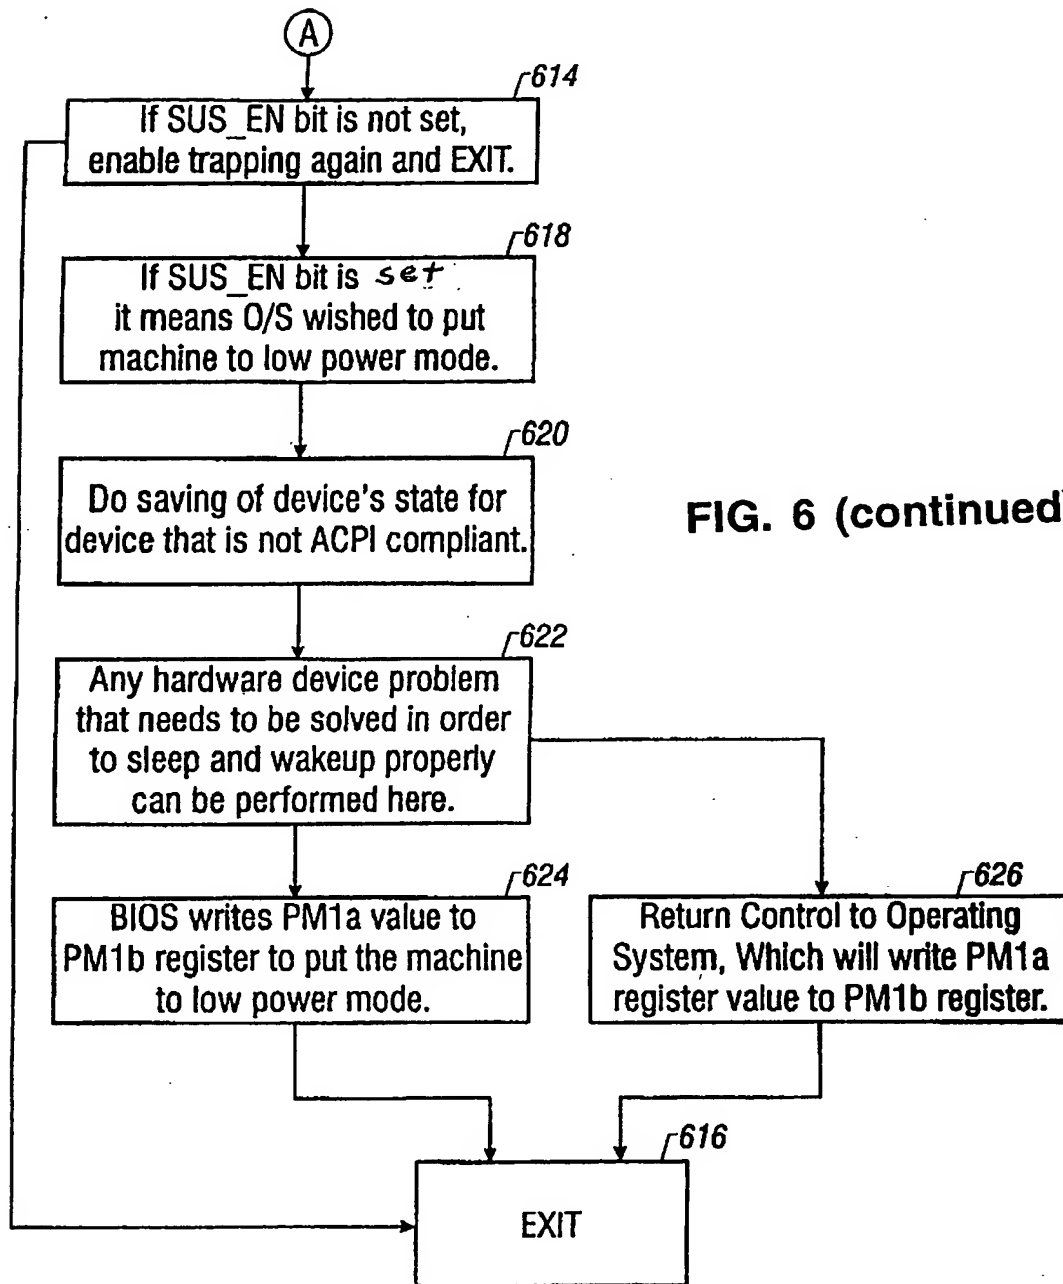 A
614
If SUS_EN bit is not set,
enable trapping again and EXIT.
618
If SUS_EN bit is set
it means O/S wished to put
machine to low power mode.
620
Do saving of device's state for
device that is not ACPI compliant.
FIG. 6 (continued)
622
Any hardware device problem
that needs to be solved in order
to sleep and wakeup properly
can be performed here.
624
BIOS writes PM1a value to
PM1b register to put the machine
to low power mode.
626
Return Control to Operating
System, Which will write PM1a
register value to PM1b register.
616
EXIT